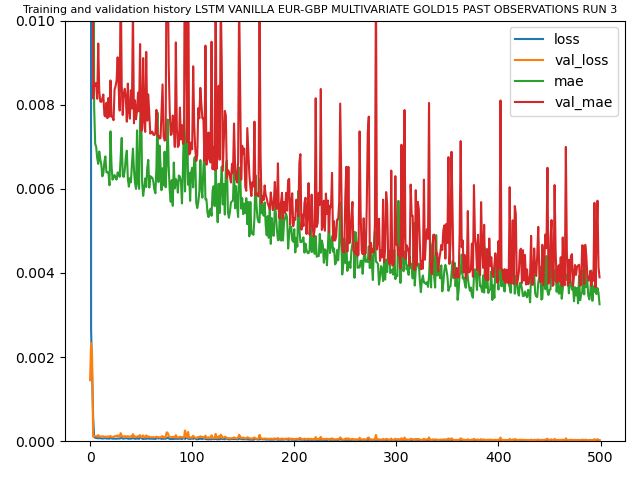 Training and validation history LSTM VANILLA EUR-GBP MULTIVARIATE GOLD15 PAST OBSERVATIONS RUN 3
0.010
0.008
0.006
0.004
0.002
0.000
0
100
200
300
400
500
loss
val_loss
mae
val_mae